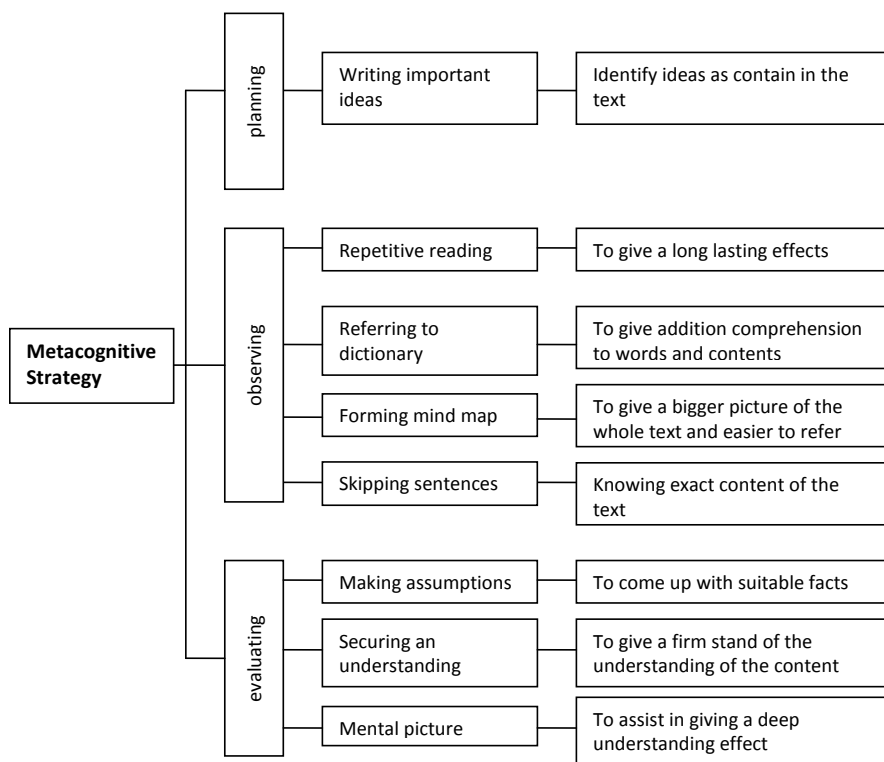 planning
Writing important
ideas
Identify ideas as contain in the
text
Metacognitive
Strategy
observing
Repetitive reading
To give a long lasting effects
Referring to
dictionary
To give addition comprehension
to words and contents
Forming mind map
To give a bigger picture of the
whole text and easier to refer
Skipping sentences
Knowing exact content of the
text
evaluating
Making assumptions
To come up with suitable facts
Securing an
understanding
To give a firm stand of the
understanding of the content
Mental picture
To assist in giving a deep
understanding effect